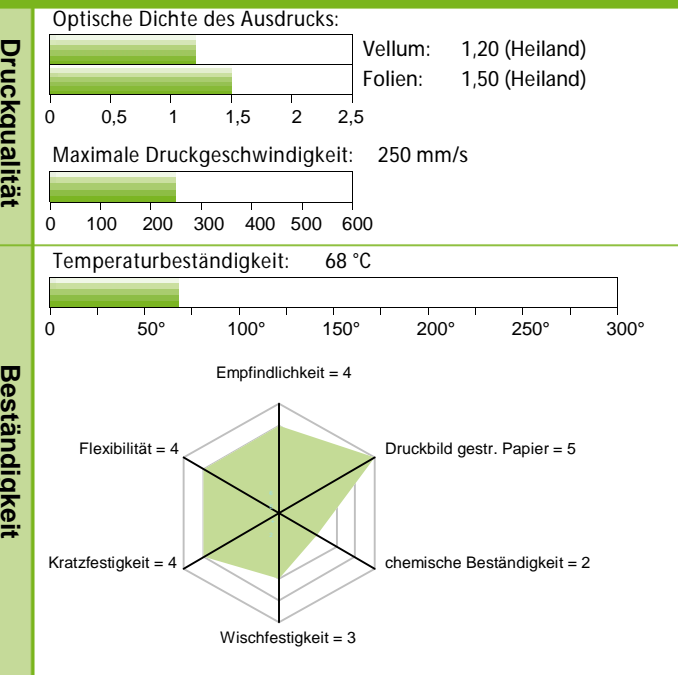 Druckqualität
Optische Dichte des Ausdrucks:
Vellum: 1,20 (Heiland)
Folien: 1,50 (Heiland)
0 0,5 1 1,5 2 2,5
Maximale Druckgeschwindigkeit: 250 mm/s
0 100 200 300 400 500 600
Beständigkeit
Temperaturbeständigkeit: 68 °C
0 50° 100° 150° 200° 250° 300°
Empfindlichkeit = 4
Flexibilität = 4
Druckbild gestr. Papier = 5
Kratzfestigkeit = 4
chemische Beständigkeit = 2
Wischfestigkeit = 3